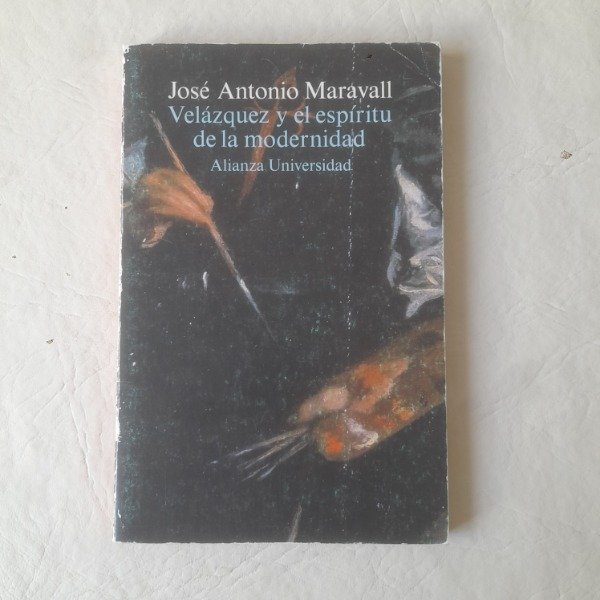 José Antonio Maravall
Velázquez y el espíritu
de la modernidad
Alianza Universidad